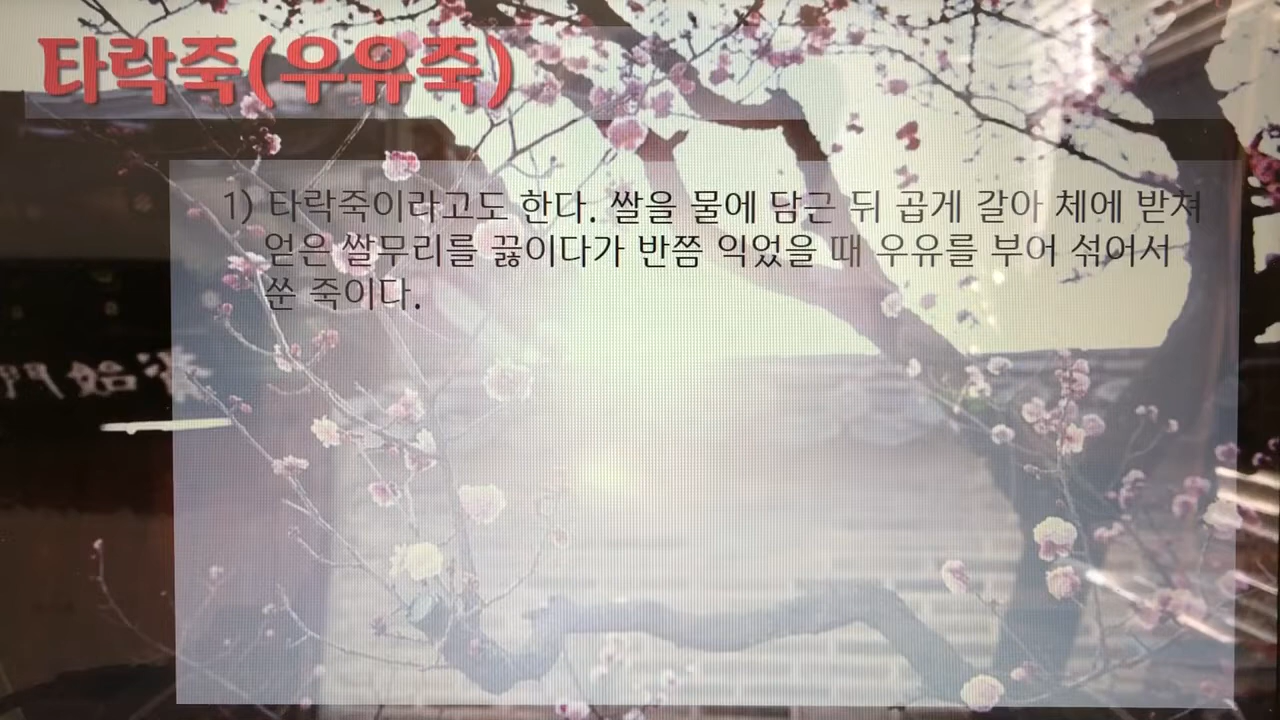 타락죽(우유죽)
1) 타락죽이라고도 한다. 쌀을 물에 담근 뒤 곱게 갈아 체에 받쳐
얻은 쌀무리를 끓이다가 반쯤 익었을 때 우유를 부어 섞어서
쑨 죽이다.